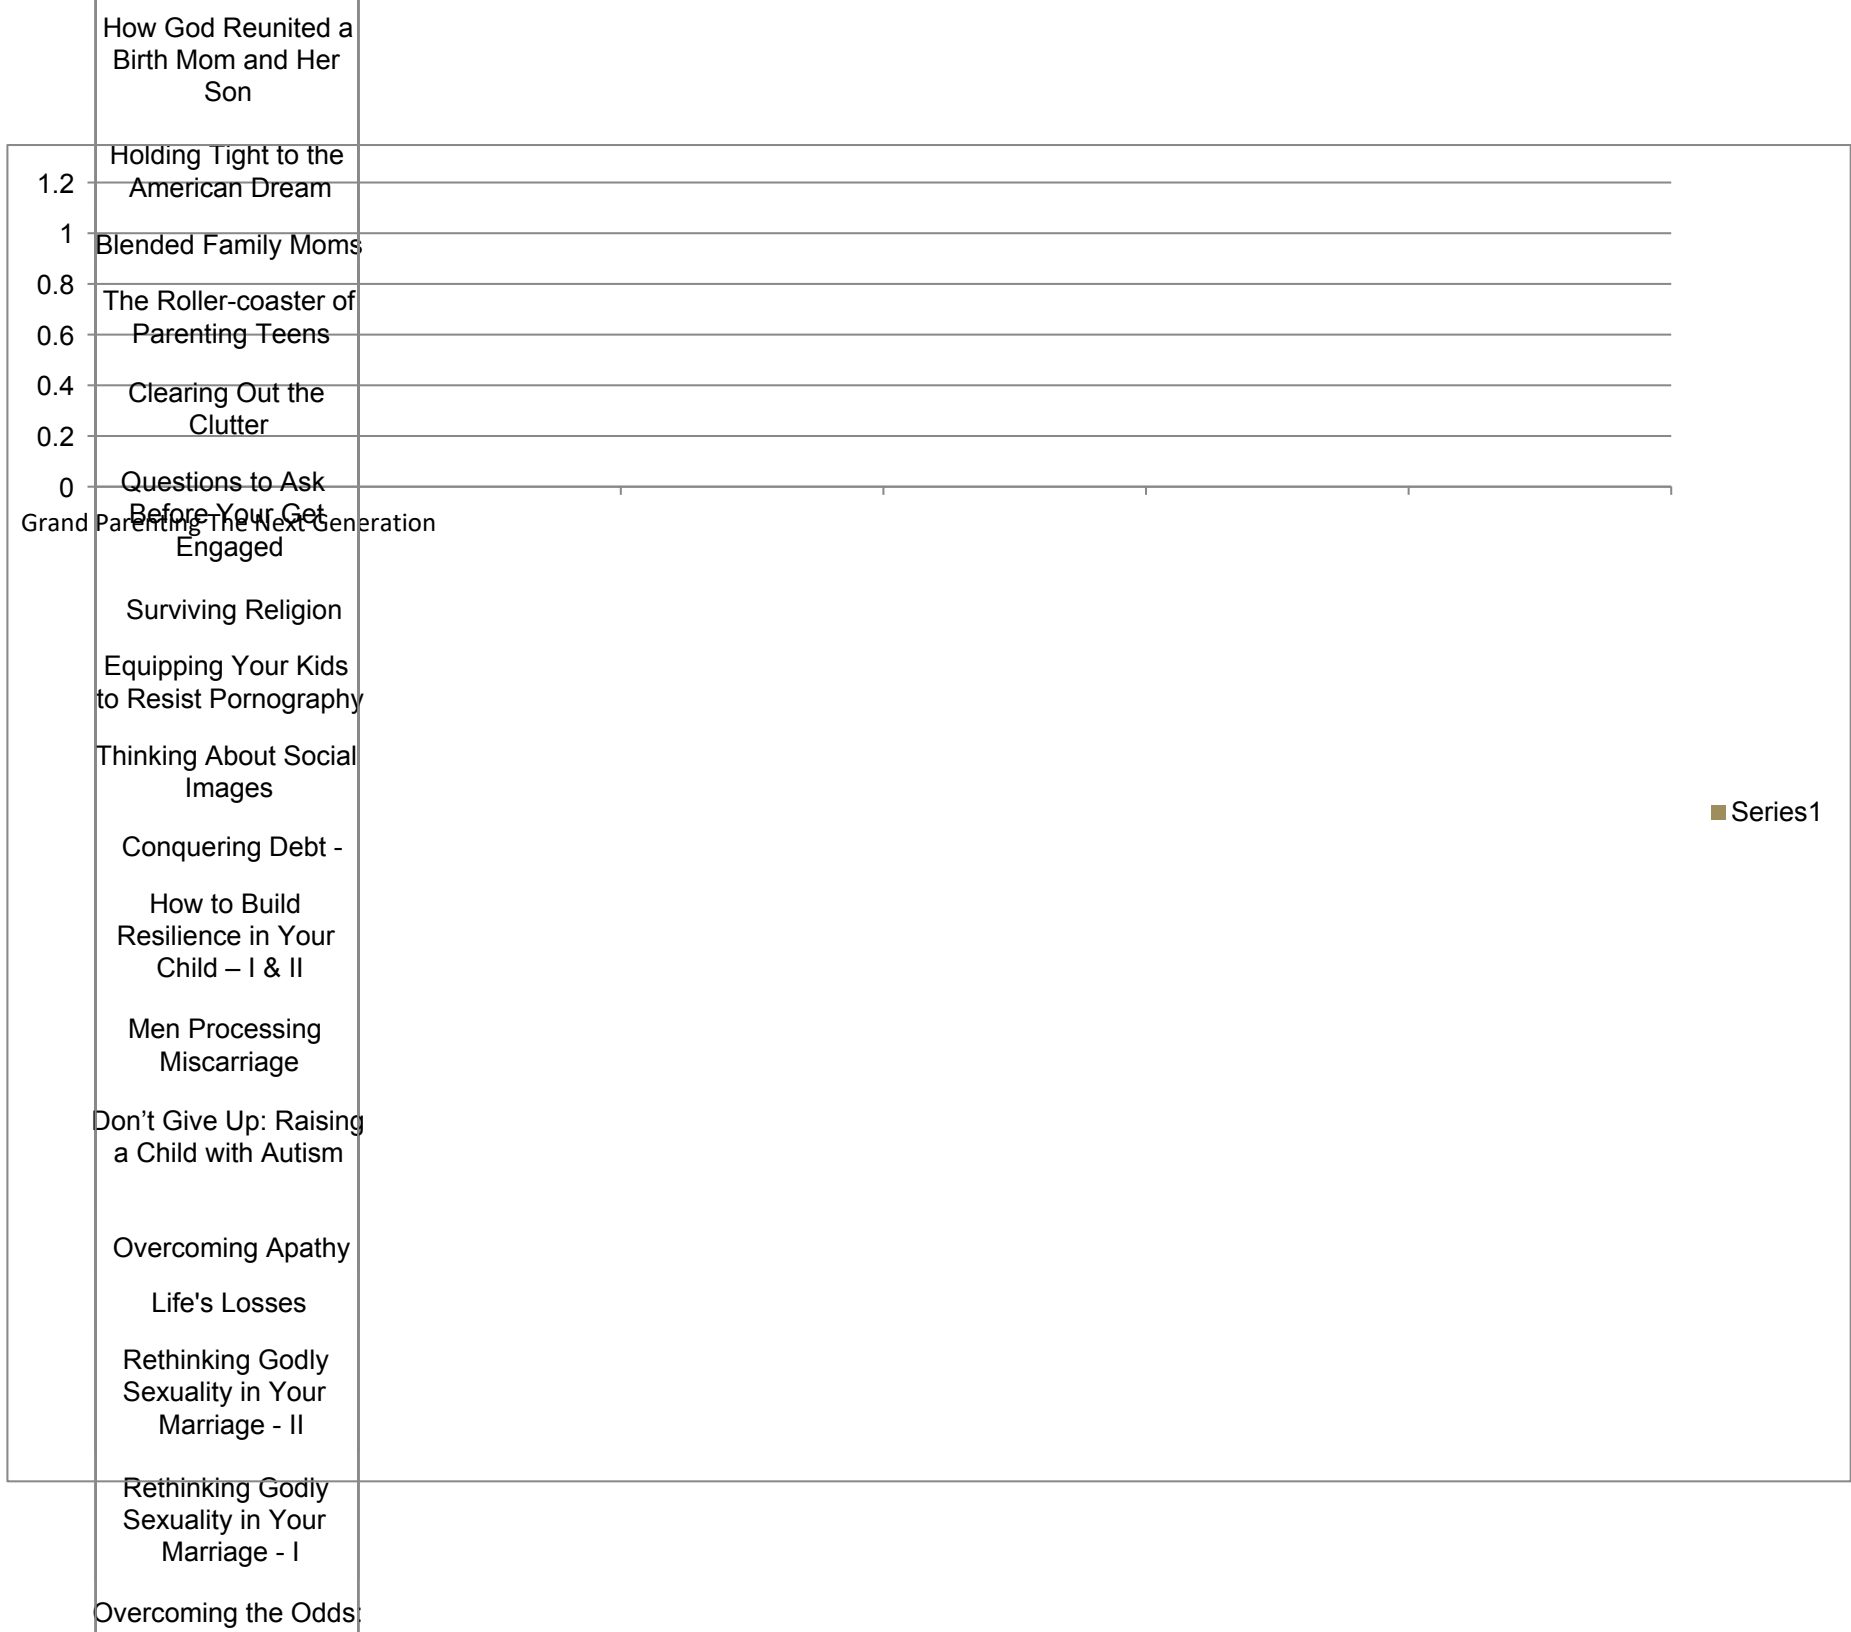 How God Reunited a
Birth Mom and Her
Son
Holding Tight to the
American Dream
1.2
1
Blended Family Moms
0.8
The Roller-coaster of
Parenting Teens
0.6
0.4
Clearing Out the
Clutter
0.2
0
Questions to Ask
Before Your Get
Engaged
Grand Parenting The Next Generation
Surviving Religion
Equipping Your Kids
to Resist Pornography
Thinking About Social
Images
Series1
Conquering Debt -
How to Build
Resilience in Your
Child – I & II
Men Processing
Miscarriage
Don’t Give Up: Raising
a Child with Autism
Overcoming Apathy
Life's Losses
Rethinking Godly
Sexuality in Your
Marriage - II
Rethinking Godly
Sexuality in Your
Marriage - I
Overcoming the Odds: